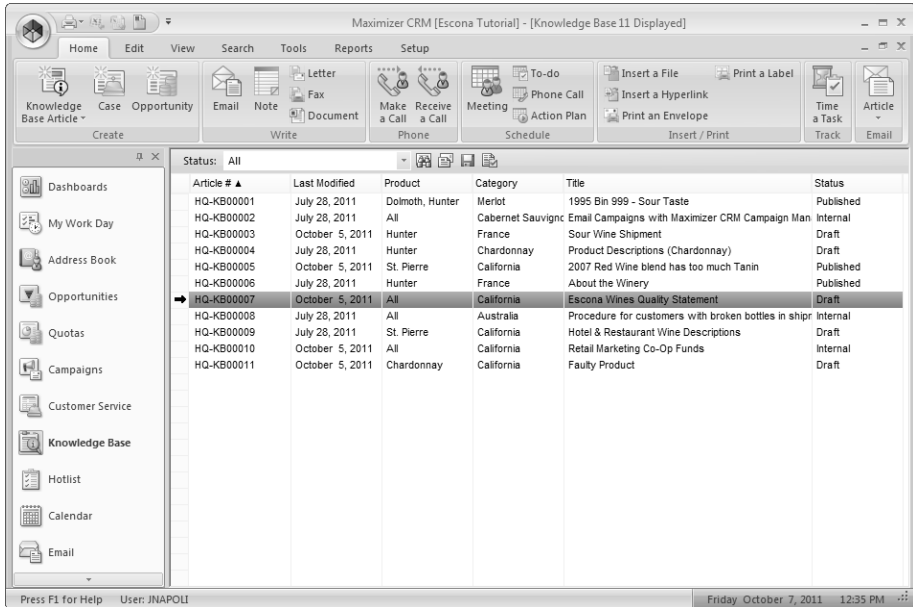 Maximizer CRM [Escona Tutorial] - [Knowledge Base 11 Displayed]
Home Edit View Search Tools Reports Setup
Knowledge Base Article Case Opportunity
Create
Email Note Letter Fax Document
Write
Make a Call Receive a Call
Phone
Meeting To-do Phone Call Action Plan
Schedule
Insert a File Insert a Hyperlink Print an Envelope Print a Label
Insert / Print
Time a Task
Track
Article
Email
Status: All
Dashboards
My Work Day
Address Book
Opportunities
Quotas
Campaigns
Customer Service
Knowledge Base
Hotlist
Calendar
Email
Article # Last Modified Product Category Title Status
HQ-KB00001 July 28, 2011 Dolmoth, Hunter Merlot 1995 Bin 999 - Sour Taste Published
HQ-KB00002 July 28, 2011 All Cabernet Sauvignc Email Campaigns with Maximizer CRM Campaign Man Internal
HQ-KB00003 October 5, 2011 Hunter France Sour Wine Shipment Draft
HQ-KB00004 July 28, 2011 Hunter Chardonnay Product Descriptions (Chardonnay) Draft
HQ-KB00005 October 5, 2011 St. Pierre California 2007 Red Wine blend has too much Tanin Published
HQ-KB00006 July 28, 2011 Hunter France About the Winery Published
HQ-KB00007 October 5, 2011 All California Escona Wines Quality Statement Draft
HQ-KB00008 July 28, 2011 All Australia Procedure for customers with broken bottles in shipr Internal
HQ-KB00009 July 28, 2011 St. Pierre California Hotel & Restaurant Wine Descriptions Draft
HQ-KB00010 October 5, 2011 All California Retail Marketing Co-Op Funds Internal
HQ-KB00011 October 5, 2011 Chardonnay California Faulty Product Draft
Press F1 for Help User: JNAPOLI Friday October 7, 2011 12:35 PM